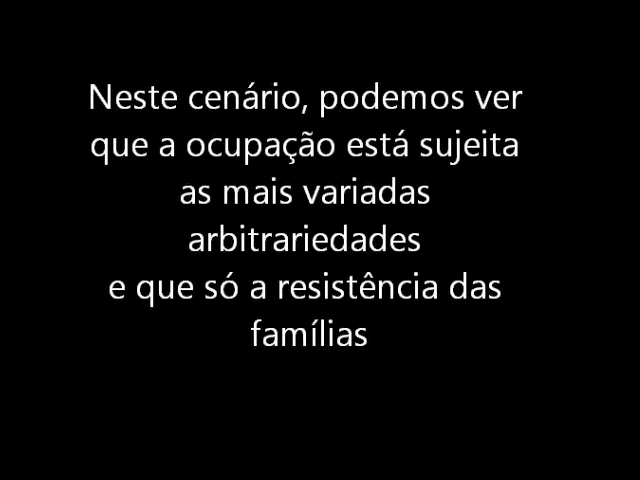 Neste cenário, podemos ver
que a ocupação está sujeita
as mais variadas
arbitrariedades
e que só a resistência das
famílias